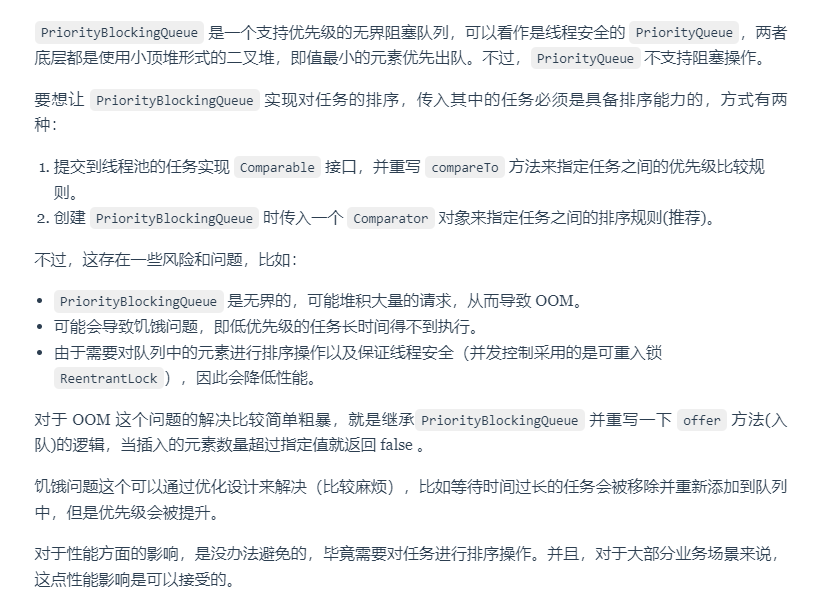 PriorityBlockingQueue 是一个支持优先级的无界阻塞队列，可以看作是线程安全的 PriorityQueue，两者
底层都是使用小顶堆形式的二叉堆，即值最小的元素优先出队。不过，PriorityQueue 不支持阻塞操作。
要想让 PriorityBlockingQueue 实现对任务的排序，传入其中的任务必须是具备排序能力的，方式有两
种：
1. 提交到线程池的任务实现 Comparable 接口，并重写 compareTo 方法来指定任务之间的优先级比较规
则。
2. 创建 PriorityBlockingQueue 时传入一个 Comparator 对象来指定任务之间的排序规则(推荐)。
不过，这存在一些风险和问题，比如：
• PriorityBlockingQueue 是无界的，可能堆积大量的请求，从而导致 OOM。
• 可能会导致饥饿问题，即低优先级的任务长时间得不到执行。
• 由于需要对队列中的元素进行排序操作以及保证线程安全（并发控制采用的是可重入锁
ReentrantLock），因此会降低性能。
对于 OOM 这个问题的解决比较简单粗暴，就是继承PriorityBlockingQueue 并重写一下 offer 方法(入
队)的逻辑，当插入的元素数量超过指定值就返回 false 。
饥饿问题这个可以通过优化设计来解决（比较麻烦），比如等待时间过长的任务会被移除并重新添加到队列
中，但是优先级会被提升。
对于性能方面的影响，是没办法避免的，毕竟需要对任务进行排序操作。并且，对于大部分业务场景来说，
这点性能影响是可以接受的。